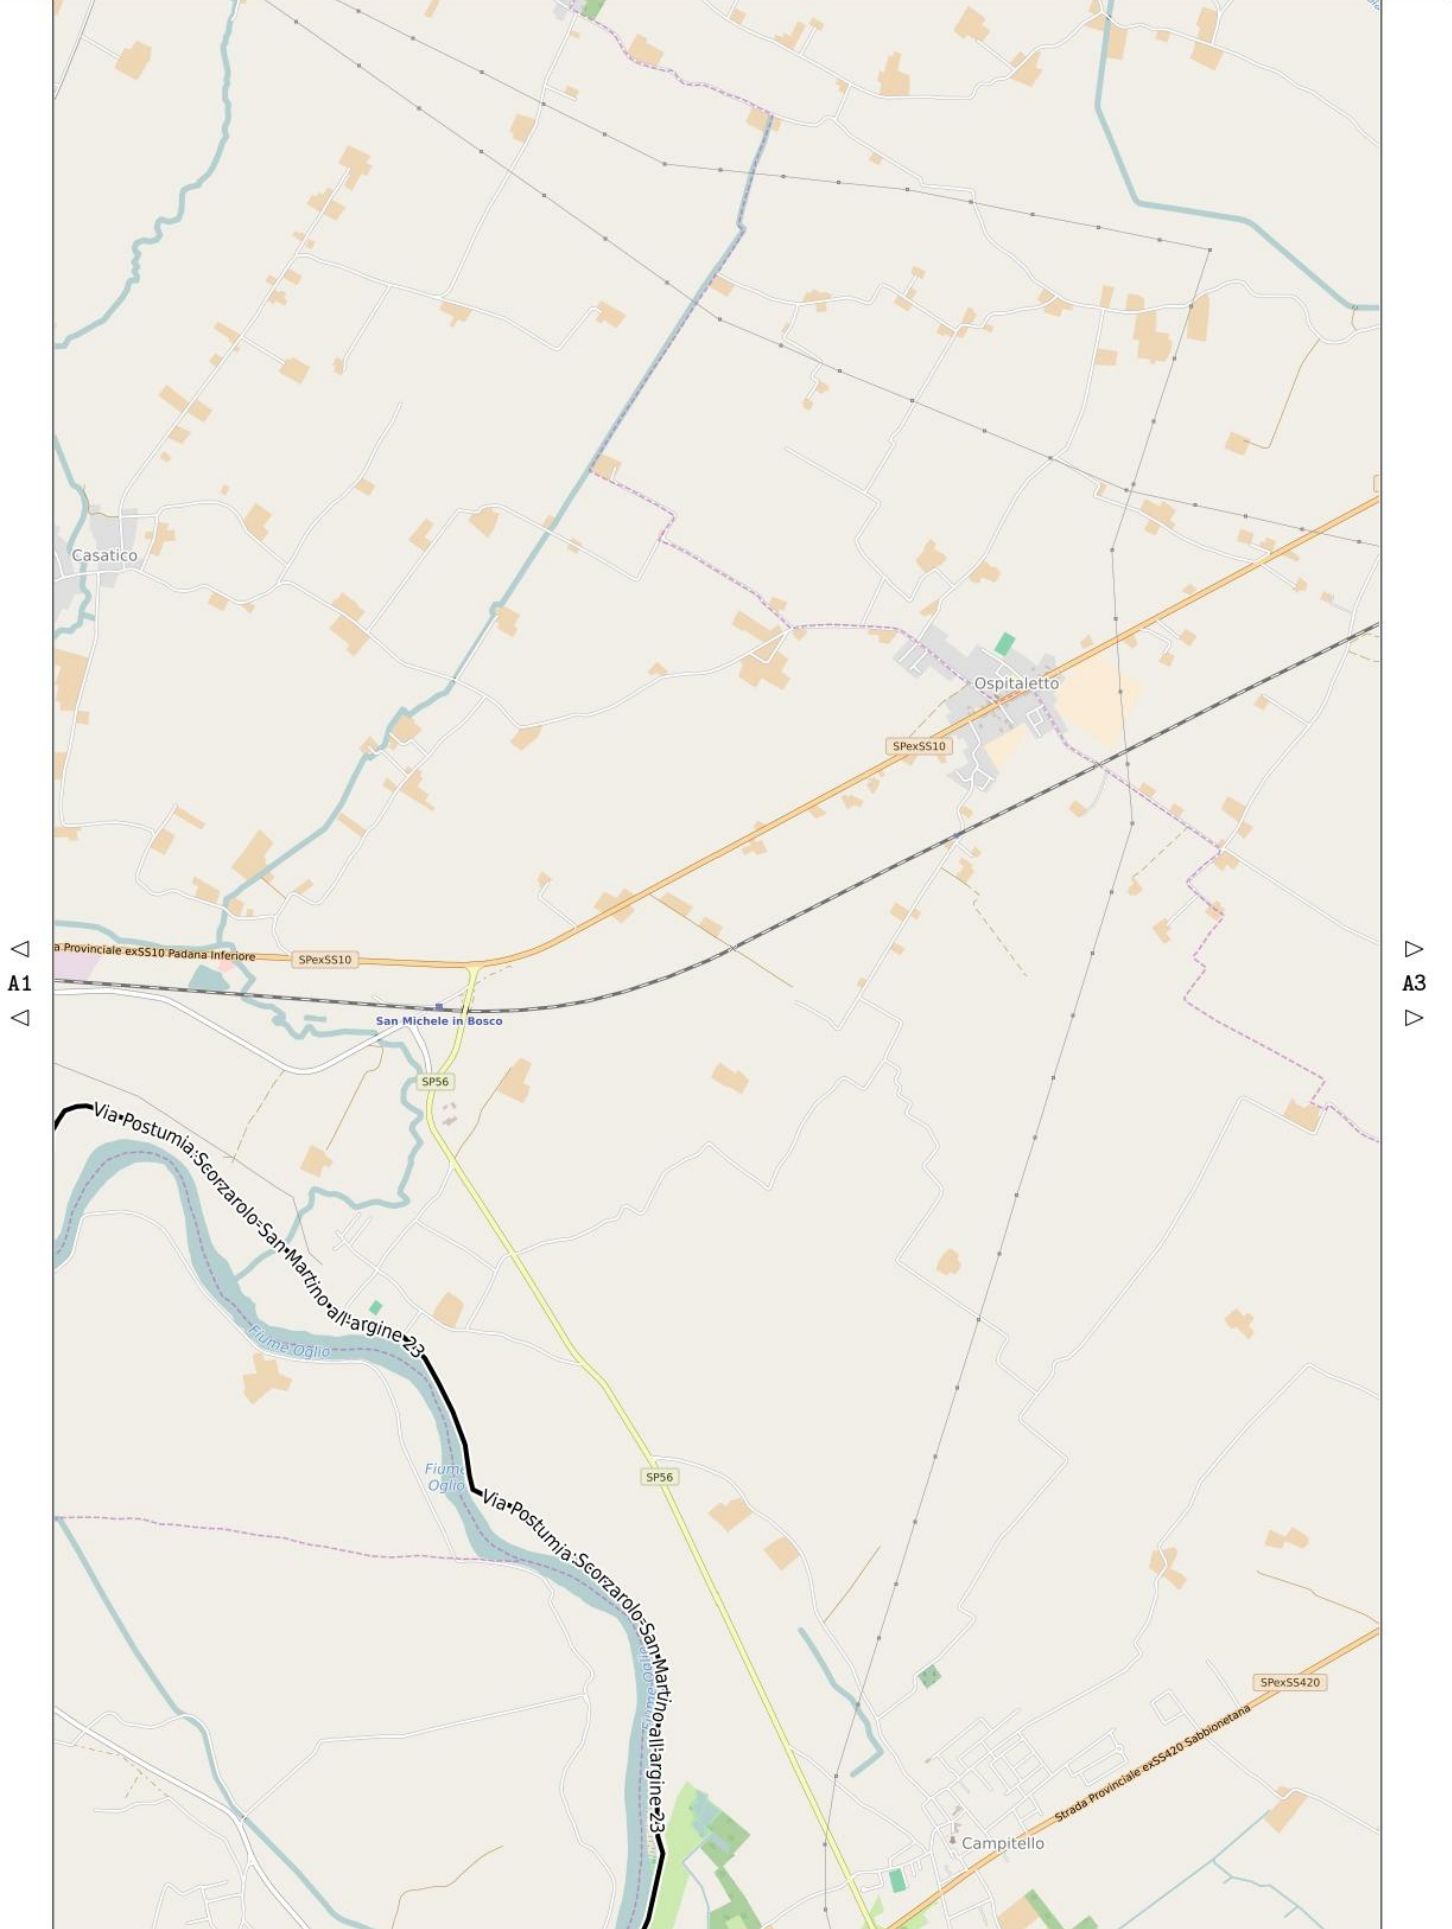 Casatico
Ospitaletto
SPexSS10
a Provinciale exSS10 Padana Inferiore
SPexSS10
A1
A3
San Michele in Bosco
SP56
Via Postumia:Scorzarolo-San Martino all'argine 23
Fiume Oglio
Fiume
Oglio
SP56
Via Postumia:Scorzarolo-San Martino all'argine 23
Fiume Oglio
SPexSS420
Strada Provinciale exSS420 Sabbionetana
Campitello